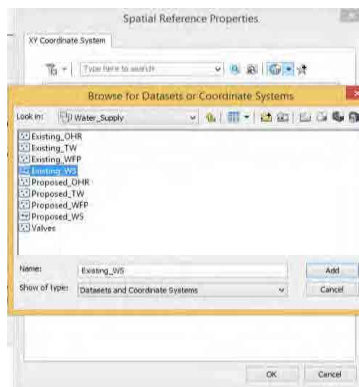 Spatial Reference Properties
XY Coordinate System
Type here to search
Browse for Datasets or Coordinate Systems
Look in: Water_Supply
Existing_OHR
Existing_TW
Existing_WFP
Existing_WS
Proposed_OHR
Proposed_TW
Proposed_WFP
Proposed_WS
Valves
Name: Existing_WS Add
Show of type: Datasets and Coordinate Systems Cancel
OK Cancel